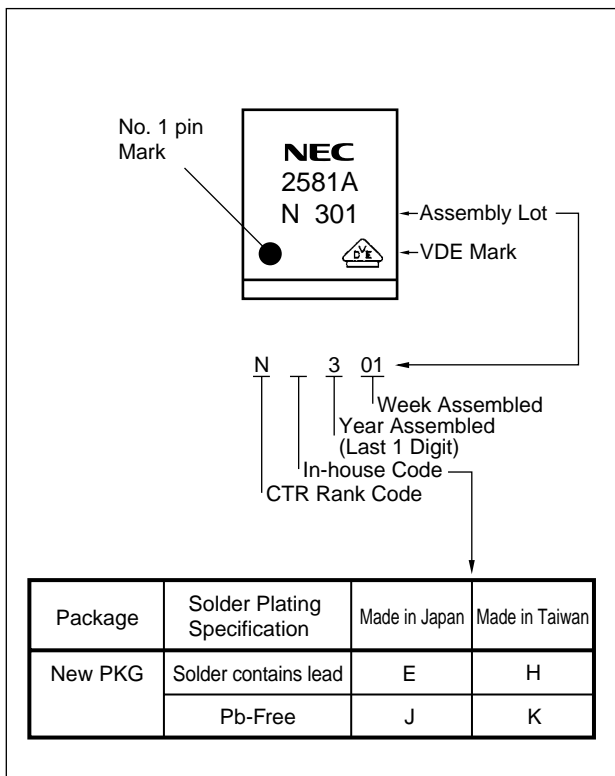 No. 1 pin
Mark
NEC
2581A
N 301
Assembly Lot
VDE Mark
DVE
N 3 01
Week Assembled
Year Assembled
(Last 1 Digit)
In-house Code
CTR Rank Code
Package Solder Plating Specification Made in Japan Made in Taiwan
New PKG Solder contains lead E H
Pb-Free J K